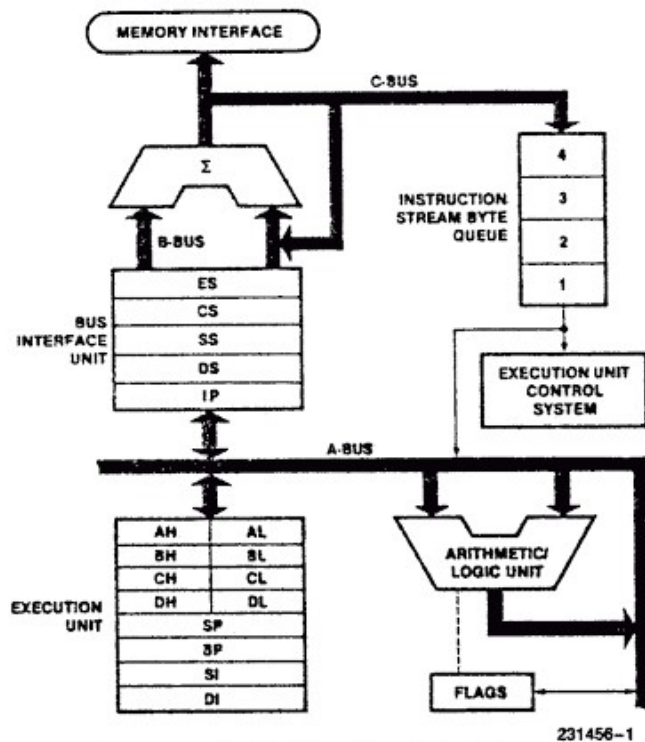 MEMORY INTERFACE
C-BUS
Σ
B-BUS
INSTRUCTION
STREAM BYTE
QUEUE
4
3
2
1
BUS
INTERFACE
UNIT
ES
CS
SS
DS
IP
EXECUTION UNIT
CONTROL
SYSTEM
A-BUS
EXECUTION
UNIT
AH AL
BH BL
CH CL
DH DL
SP
BP
SI
DI
ARITHMETIC/
LOGIC UNIT
FLAGS
231456-1